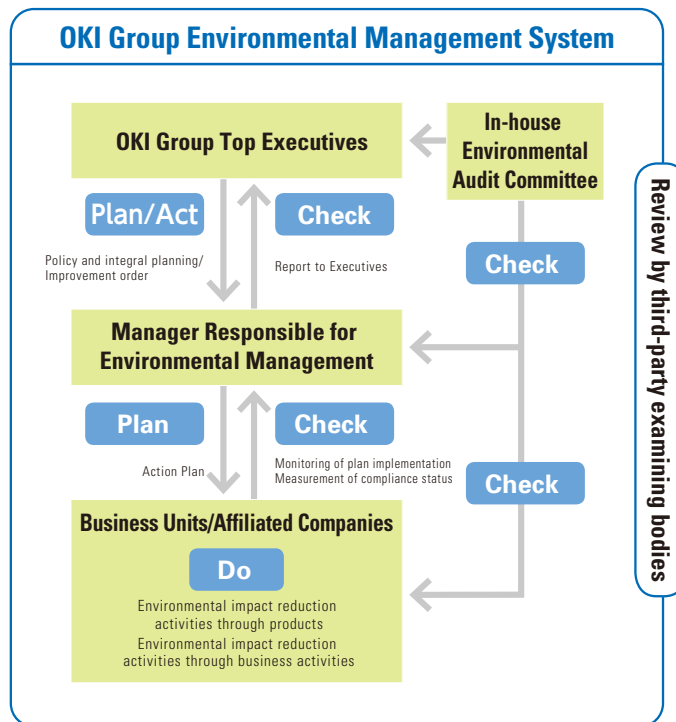 OKI Group Environmental Management System
OKI Group Top Executives
In-house
Environmental
Audit Committee
Plan/Act
Check
Policy and integral planning/
Improvement order
Report to Executives
Check
Manager Responsible for
Environmental Management
Plan
Check
Action Plan
Monitoring of plan implementation
Measurement of compliance status
Check
Business Units/Affiliated Companies
Do
Environmental impact reduction
activities through products
Environmental impact reduction
activities through business activities
Review by third-party examining bodies